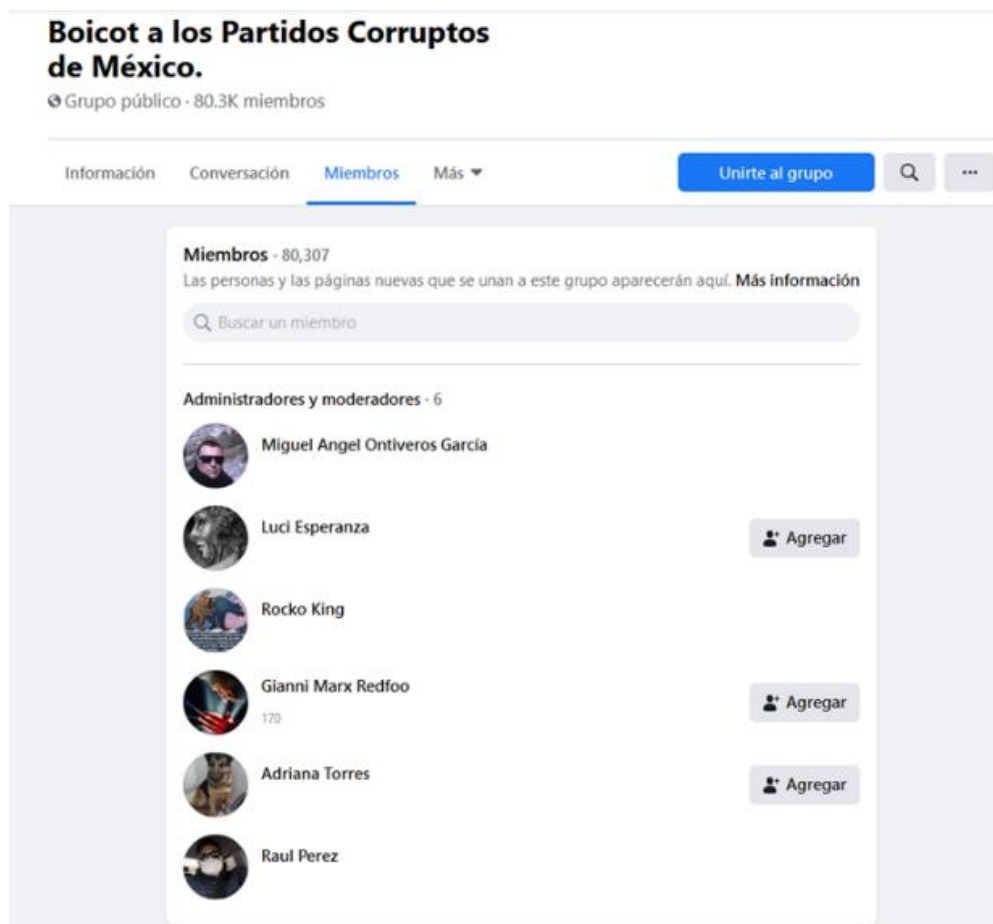 Boicot a los Partidos Corruptos
de México.
Grupo público · 80.3K miembros
Información Conversación Miembros Más Unirte al grupo
Miembros · 80,307
Las personas y las páginas nuevas que se unan a este grupo aparecerán aquí. Más información
Buscar un miembro
Administradores y moderadores · 6
Miguel Angel Ontiveros García
Luci Esperanza
Agregar
Rocko King
Gianni Marx Redfoo
Agregar
170
Adriana Torres
Agregar
Raul Perez